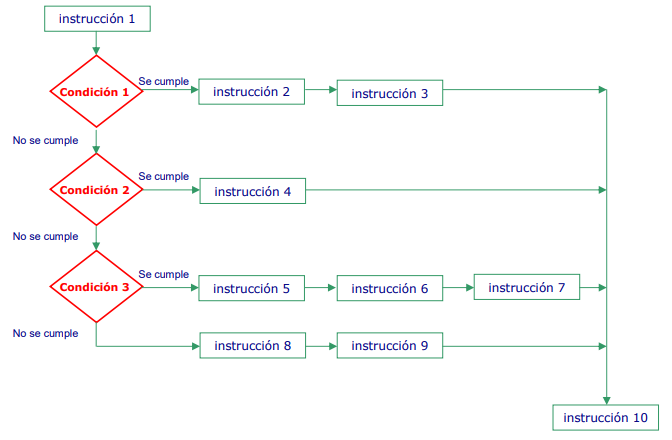 instrucción 1
Se cumple
Condición 1
instrucción 2
instrucción 3
No se cumple
Se cumple
Condición 2
instrucción 4
No se cumple
Se cumple
Condición 3
instrucción 5
instrucción 6
instrucción 7
No se cumple
instrucción 8
instrucción 9
instrucción 10